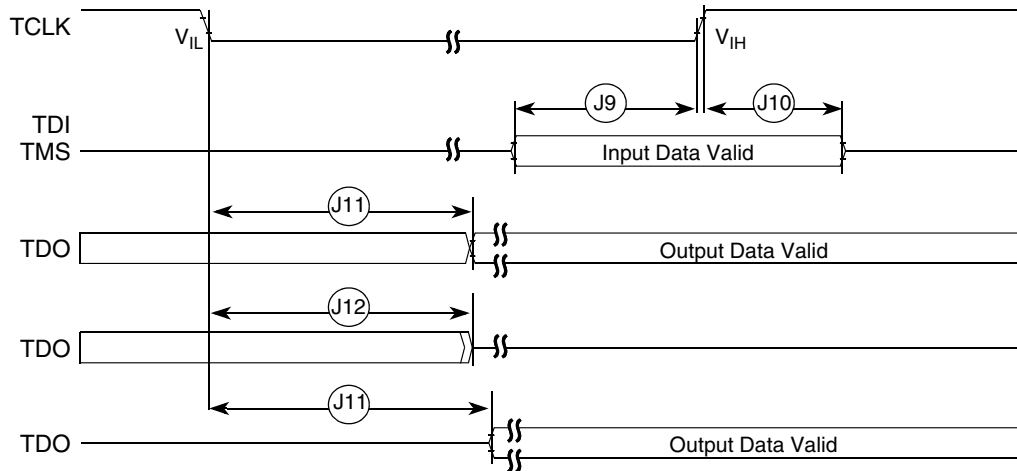 TCLK
VIL
VIH
J9
J10
TDI
TMS
Input Data Valid
J11
TDO
Output Data Valid
J12
TDO
J11
TDO
Output Data Valid